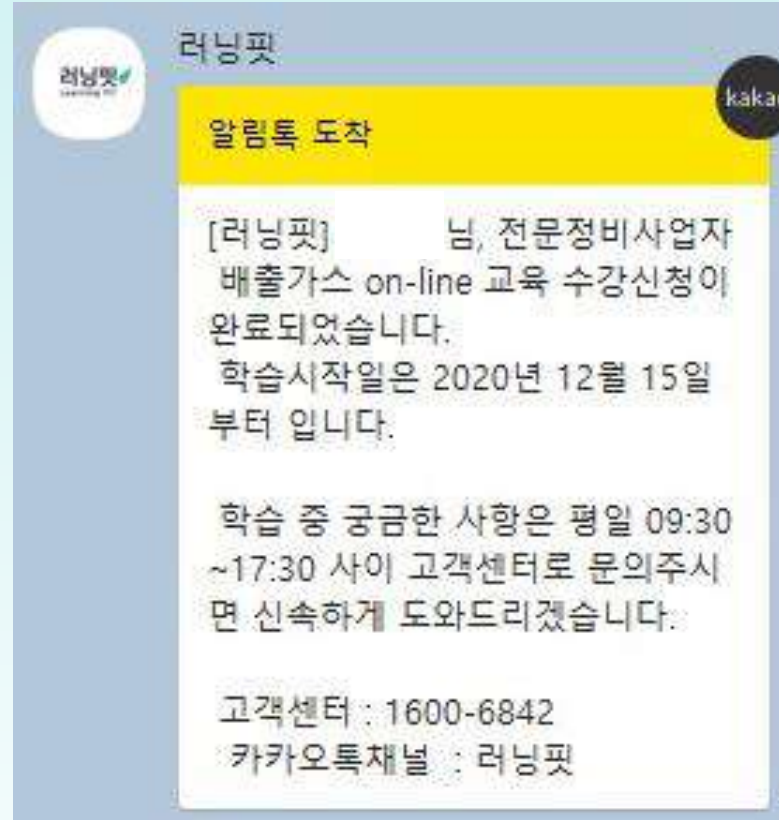 러닝핏
러닝핏
알림톡 도착
[러닝핏] 님, 전문정비사업자
배출가스 on-line 교육 수강신청이
완료되었습니다.
학습시작일은 2020년 12월 15일
부터 입니다.
학습 중 궁금한 사항은 평일 09:30
~17:30 사이 고객센터로 문의주시
면 신속하게 도와드리겠습니다.
고객센터 : 1600-6842
카카오톡채널 : 러닝핏